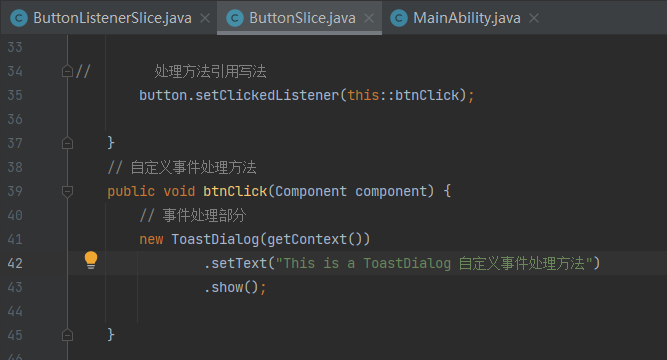 ButtonListenerSlice.java ButtonSlice.java MainAbility.java
33
34 // 处理方法引用写法
35 button.setClickedListener(this::btnClick);
36
37 }
38 // 自定义事件处理方法
39 public void btnClick(Component component) {
40 // 事件处理部分
41 new ToastDialog(getContext())
42 .setText("This is a ToastDialog 自定义事件处理方法")
43 .show();
44
45 }
46